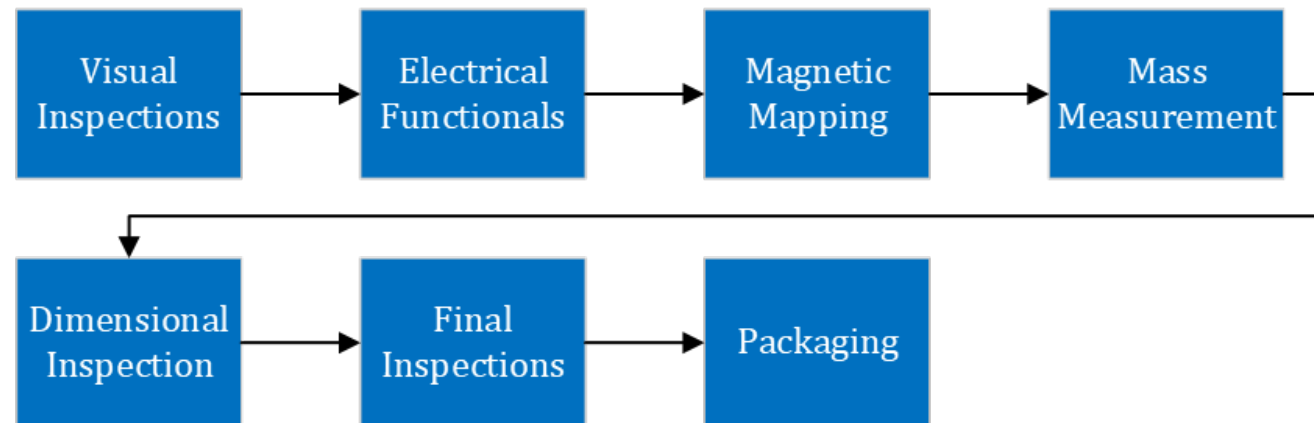 Visual
Inspections
Electrical
Functionals
Magnetic
Mapping
Mass
Measurement
Dimensional
Inspection
Final
Inspections
Packaging